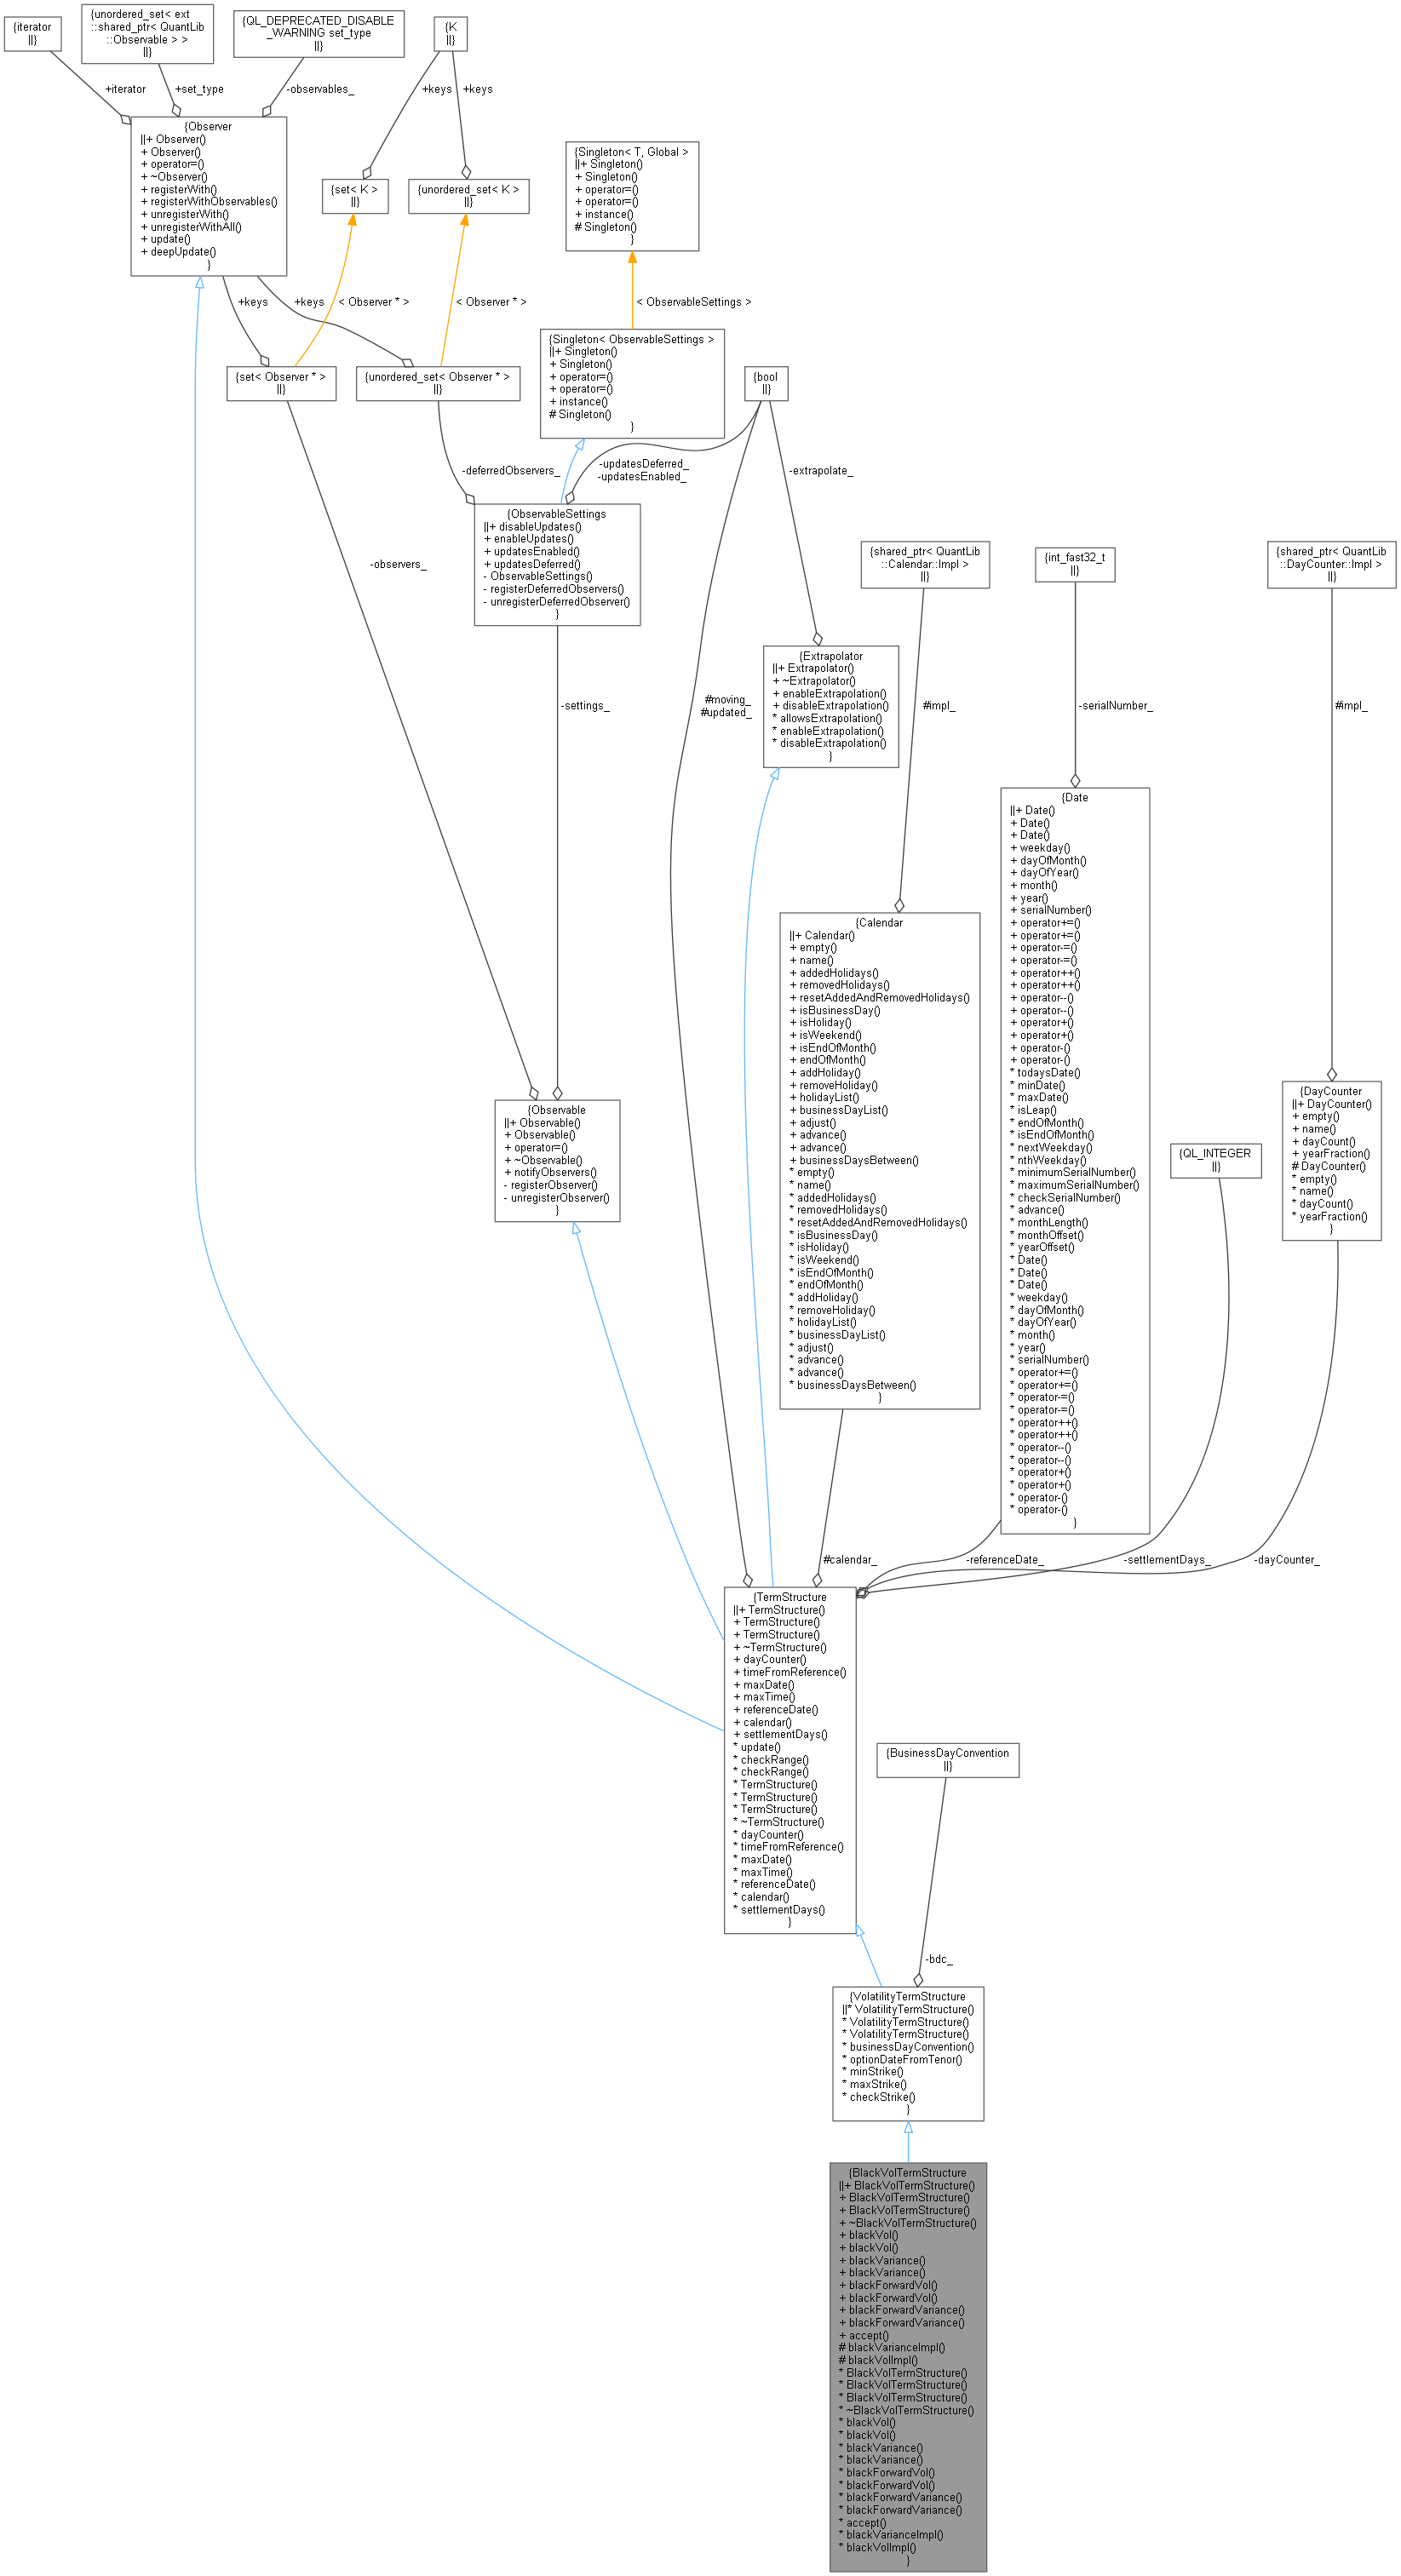 {iterator
||}
{unordered_set< ext
::shared_ptr< QuantLib
::Observable > >
||}
{QL_DEPRECATED_DISABLE
_WARNING set_type
||}
{K
||}
+iterator
+set_type
-observables_
+keys
+keys
{Observer
||+ Observer()
+ Observer()
+ operator=()
+ ~Observer()
+ registerWith()
+ registerWithObservables()
+ unregisterWith()
+ unregisterWithAll()
+ update()
+ deepUpdate()
}
{set< K >
||}
{unordered_set< K >
||}
{Singleton< T, Global >
||+ Singleton()
+ Singleton()
+ operator=()
+ operator=()
+ instance()
# Singleton()
}
+keys
+keys
< Observer * >
< Observer * >
< ObservableSettings >
{set< Observer * >
||}
{unordered_set< Observer * >
||}
{Singleton< ObservableSettings >
||+ Singleton()
+ Singleton()
+ operator=()
+ operator=()
+ instance()
# Singleton()
}
{bool
||}
-deferredObservers_
-updatesDeferred_
-updatesEnabled_
-extrapolate_
{ObservableSettings
||+ disableUpdates()
+ enableUpdates()
+ updatesEnabled()
+ updatesDeferred()
- ObservableSettings()
- registerDeferredObservers()
- unregisterDeferredObserver()
}
-observers_
{shared_ptr< QuantLib
::Calendar::Impl >
||}
{int_fast32_t
||}
{shared_ptr< QuantLib
::DayCounter::Impl >
||}
-settings_
#moving_
#updated_
{Extrapolator
||+ Extrapolator()
+ ~Extrapolator()
+ enableExtrapolation()
+ disableExtrapolation()
* allowsExtrapolation()
* enableExtrapolation()
* disableExtrapolation()
}
#impl_
-serialNumber_
#impl_
{Date
||+ Date()
+ Date()
+ Date()
+ weekday()
+ dayOfMonth()
+ dayOfYear()
+ month()
+ year()
+ serialNumber()
+ operator+=()
+ operator+=()
+ operator-=()
+ operator-=()
+ operator++()
+ operator++()
+ operator--()
+ operator--()
+ operator+()
+ operator+()
+ operator-()
+ operator-()
* todaysDate()
* minDate()
* maxDate()
* isLeap()
* endOfMonth()
* isEndOfMonth()
* nextWeekday()
* nthWeekday()
* minimumSerialNumber()
* maximumSerialNumber()
* checkSerialNumber()
* advance()
* monthLength()
* monthOffset()
* yearOffset()
* Date()
* Date()
* Date()
* weekday()
* dayOfMonth()
* dayOfYear()
* month()
* year()
* serialNumber()
* operator+=()
* operator+=()
* operator-=()
* operator-=()
* operator++()
* operator++()
* operator--()
* operator--()
* operator+()
* operator+()
* operator-()
* operator-()
}
{Calendar
||+ Calendar()
+ empty()
+ name()
+ addedHolidays()
+ removedHolidays()
+ resetAddedAndRemovedHolidays()
+ isBusinessDay()
+ isHoliday()
+ isWeekend()
+ isEndOfMonth()
+ endOfMonth()
+ addHoliday()
+ removeHoliday()
+ holidayList()
+ businessDayList()
+ adjust()
+ advance()
+ advance()
+ businessDaysBetween()
* empty()
* name()
* addedHolidays()
* removedHolidays()
* resetAddedAndRemovedHolidays()
* isBusinessDay()
* isHoliday()
* isWeekend()
* isEndOfMonth()
* endOfMonth()
* addHoliday()
* removeHoliday()
* holidayList()
* businessDayList()
* adjust()
* advance()
* advance()
* businessDaysBetween()
}
{Observable
||+ Observable()
+ Observable()
+ operator=()
+ ~Observable()
+ notifyObservers()
- registerObserver()
- unregisterObserver()
}
{QL_INTEGER
||}
{DayCounter
||+ DayCounter()
+ empty()
+ name()
+ dayCount()
+ yearFraction()
# DayCounter()
* empty()
* name()
* dayCount()
* yearFraction()
}
#calendar_
-referenceDate_
-settlementDays_
-dayCounter_
{TermStructure
||+ TermStructure()
+ TermStructure()
+ TermStructure()
+ ~TermStructure()
+ dayCounter()
+ timeFromReference()
+ maxDate()
+ maxTime()
+ referenceDate()
+ calendar()
+ settlementDays()
* update()
* checkRange()
* checkRange()
* TermStructure()
* TermStructure()
* TermStructure()
* ~TermStructure()
* dayCounter()
* timeFromReference()
* maxDate()
* maxTime()
* referenceDate()
* calendar()
* settlementDays()
}
{BusinessDayConvention
||}
-bdc_
{VolatilityTermStructure
||* VolatilityTermStructure()
* VolatilityTermStructure()
* VolatilityTermStructure()
* businessDayConvention()
* optionDateFromTenor()
* minStrike()
* maxStrike()
* checkStrike()
}
{BlackVolTermStructure
||+ BlackVolTermStructure()
+ BlackVolTermStructure()
+ BlackVolTermStructure()
+ ~BlackVolTermStructure()
+ blackVol()
+ blackVol()
+ blackVariance()
+ blackVariance()
+ blackForwardVol()
+ blackForwardVol()
+ blackForwardVariance()
+ blackForwardVariance()
+ accept()
# blackVarianceImpl()
# blackVolImpl()
* BlackVolTermStructure()
* BlackVolTermStructure()
* BlackVolTermStructure()
* ~BlackVolTermStructure()
* blackVol()
* blackVol()
* blackVariance()
* blackVariance()
* blackForwardVol()
* blackForwardVol()
* blackForwardVariance()
* blackForwardVariance()
* accept()
* blackVarianceImpl()
* blackVolImpl()
}